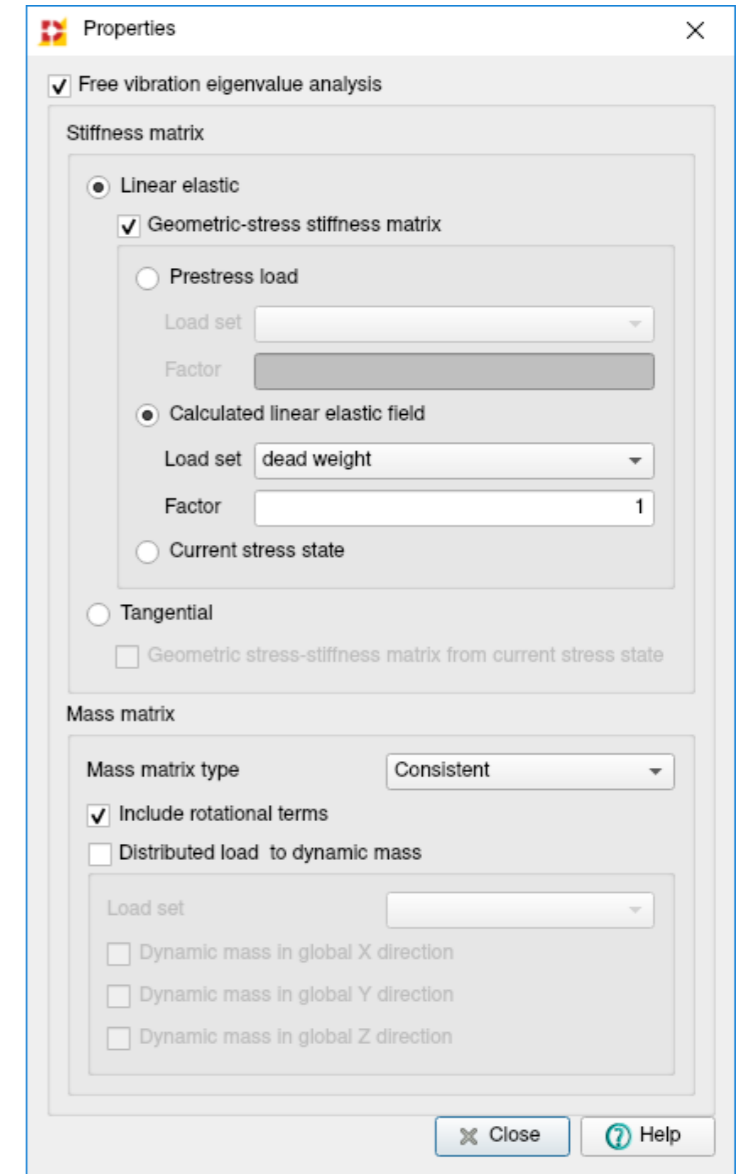 Properties
Free vibration eigenvalue analysis
Stiffness matrix
Linear elastic
Geometric-stress stiffness matrix
Prestress load
Load set
Factor
Calculated linear elastic field
Load set dead weight
Factor 1
Current stress state
Tangential
Geometric stress-stiffness matrix from current stress state
Mass matrix
Mass matrix type Consistent
Include rotational terms
Distributed load to dynamic mass
Load set
Dynamic mass in global X direction
Dynamic mass in global Y direction
Dynamic mass in global Z direction
Close ? Help